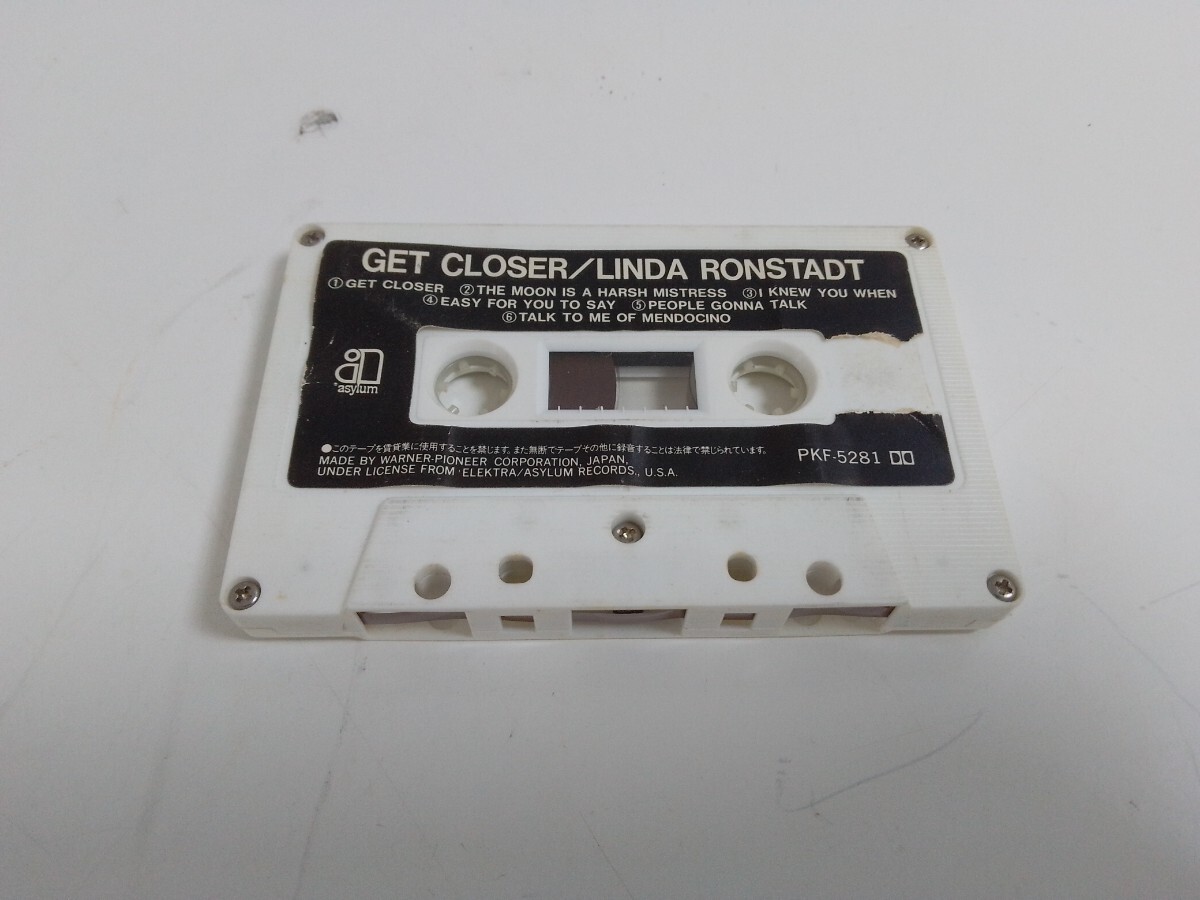 GET CLOSER/LINDA RONSTADT
①GET CLOSER ②THE MOON IS A HARSH MISTRESS ③I KNEW YOU WHEN
④EASY FOR YOU TO SAY ⑤PEOPLE GONNA TALK
⑥TALK TO ME OF MENDOCINO
asylum
●このテープを賃貸業に使用することを禁じます。また無断でテープその他に録音することは法律で禁じられています。
MADE BY WARNER-PIONEER CORPORATION, JAPAN,
UNDER LICENSE FROM ELEKTRA/ASYLUM RECORDS., U.S.A.
PKF-5281